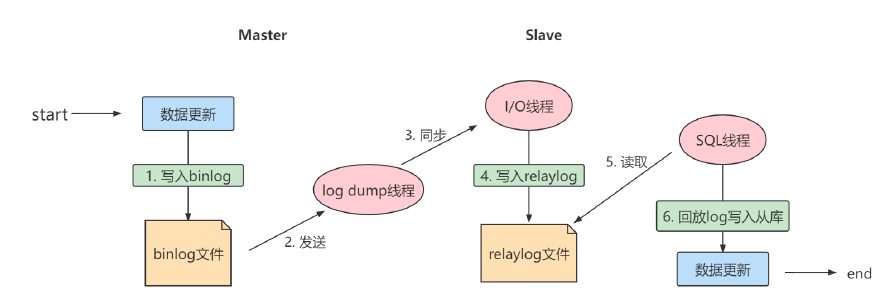 Master
Slave
start
数据更新
1. 写入binlog
binlog文件
2. 发送
log dump线程
3. 同步
I/O线程
4. 写入relaylog
relaylog文件
5. 读取
SQL线程
6. 回放log写入从库
数据更新
end